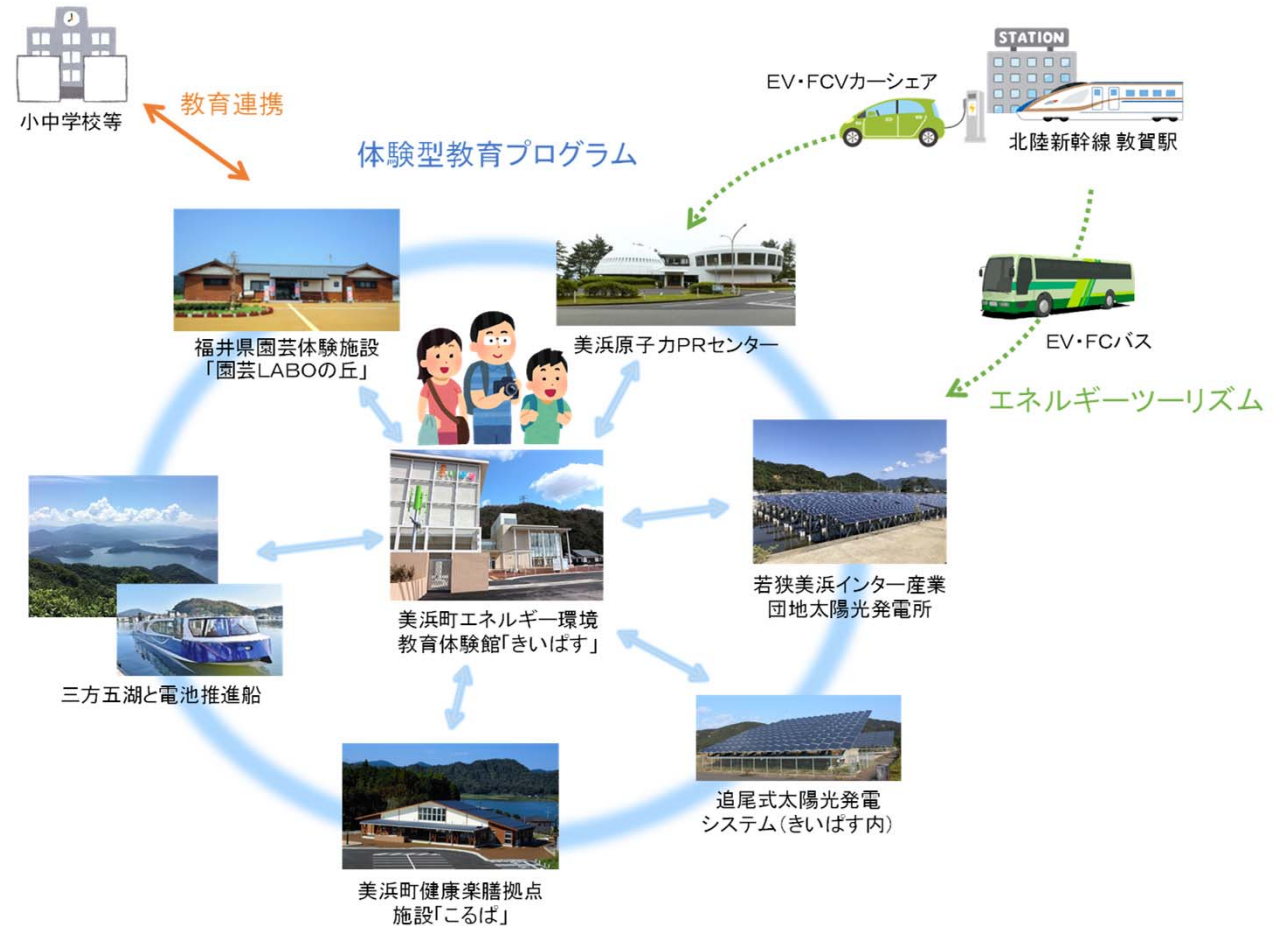 STATION
EV・FCVカーシェア
教育連携
小中学校等
北陸新幹線 敦賀駅
体験型教育プログラム
福井県園芸体験施設
「園芸LABOの丘」
美浜原子力PRセンター
EV・FCバス
エネルギーツーリズム
きいぱす
若狭美浜インター産業
団地太陽光発電所
美浜町エネルギー環境
教育体験館「きいぱす」
三方五湖と電池推進船
追尾式太陽光発電
システム(きいぱす内)
美浜町健康楽膳拠点
施設「こるぱ」